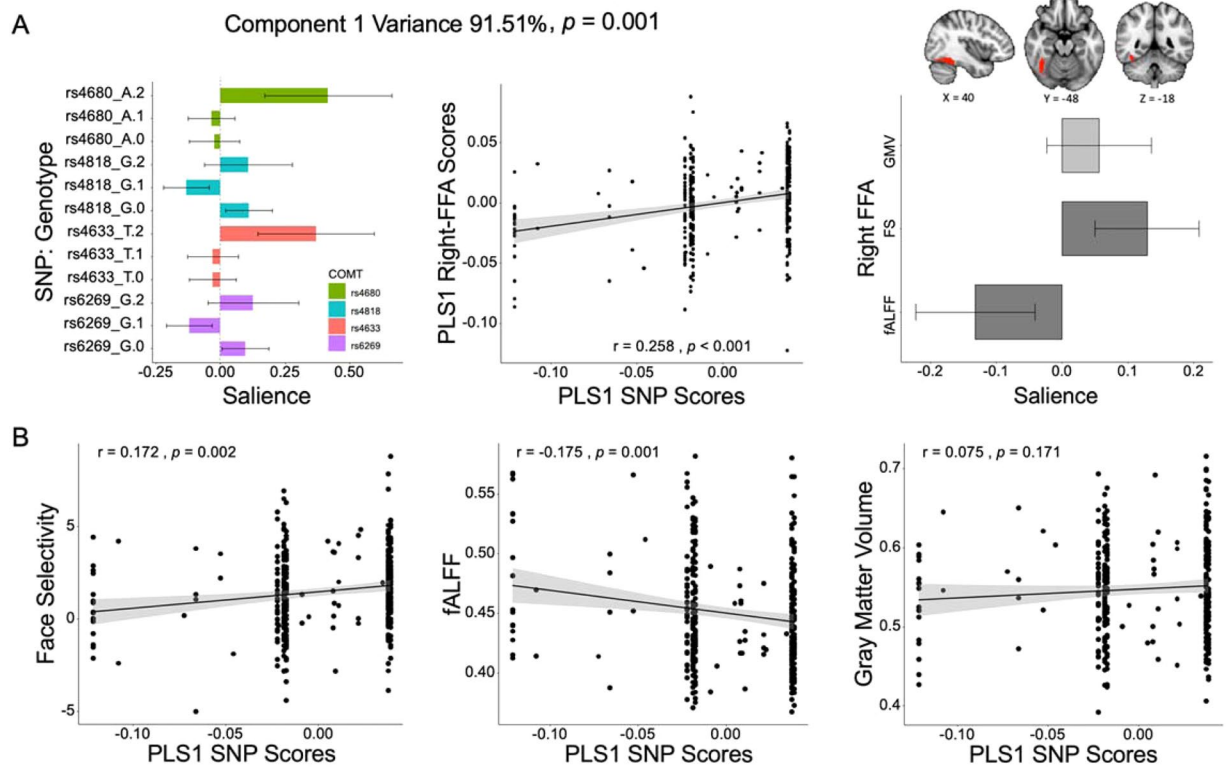 A
Component 1 Variance 91.51%, p = 0.001
SNP: Genotype
rs4680_A.2
rs4680_A.1
rs4680_A.0
rs4818_G.2
rs4818_G.1
rs4818_G.0
rs4633_T.2
rs4633_T.1
rs4633_T.0
rs6269_G.2
rs6269_G.1
rs6269_G.0
COMT
rs4680
rs4818
rs4633
rs6269
-0.25 0.00 0.25 0.50
Salience
PLS1 Right-FFA Scores
0.05
0.00
-0.05
-0.10
r = 0.258 , p < 0.001
-0.10 -0.05 0.00
PLS1 SNP Scores
X = 40 Y = -48 Z = -18
Right FFA
GMV
FS
fALFF
-0.2 -0.1 0.0 0.1 0.2
Salience
B
r = 0.172 , p = 0.002
Face Selectivity
5
0
-5
-0.10 -0.05 0.00
PLS1 SNP Scores
r = -0.175 , p = 0.001
fALFF
0.55
0.50
0.45
0.40
-0.10 -0.05 0.00
PLS1 SNP Scores
r = 0.075 , p = 0.171
Gray Matter Volume
0.7
0.6
0.5
0.4
-0.10 -0.05 0.00
PLS1 SNP Scores